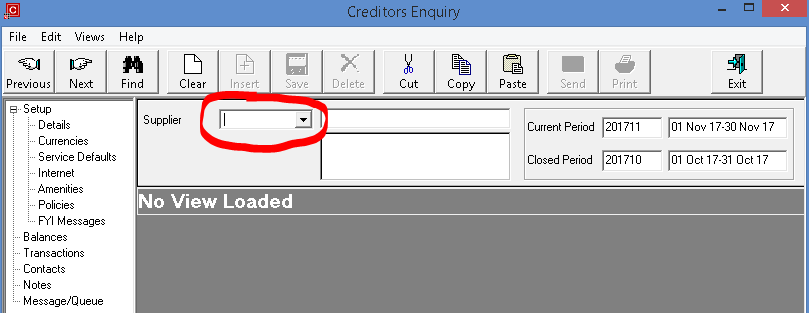 Creditors Enquiry
File Edit Views Help
Previous Next Find Clear Insert Save Delete Cut Copy Paste Send Print Exit
Setup
Details
Currencies
Service Defaults
Internet
Amenities
Policies
FYI Messages
Balances
Transactions
Contacts
Notes
Message/Queue
Supplier
Current Period 201711 01 Nov 17-30 Nov 17
Closed Period 201710 01 Oct 17-31 Oct 17
No View Loaded